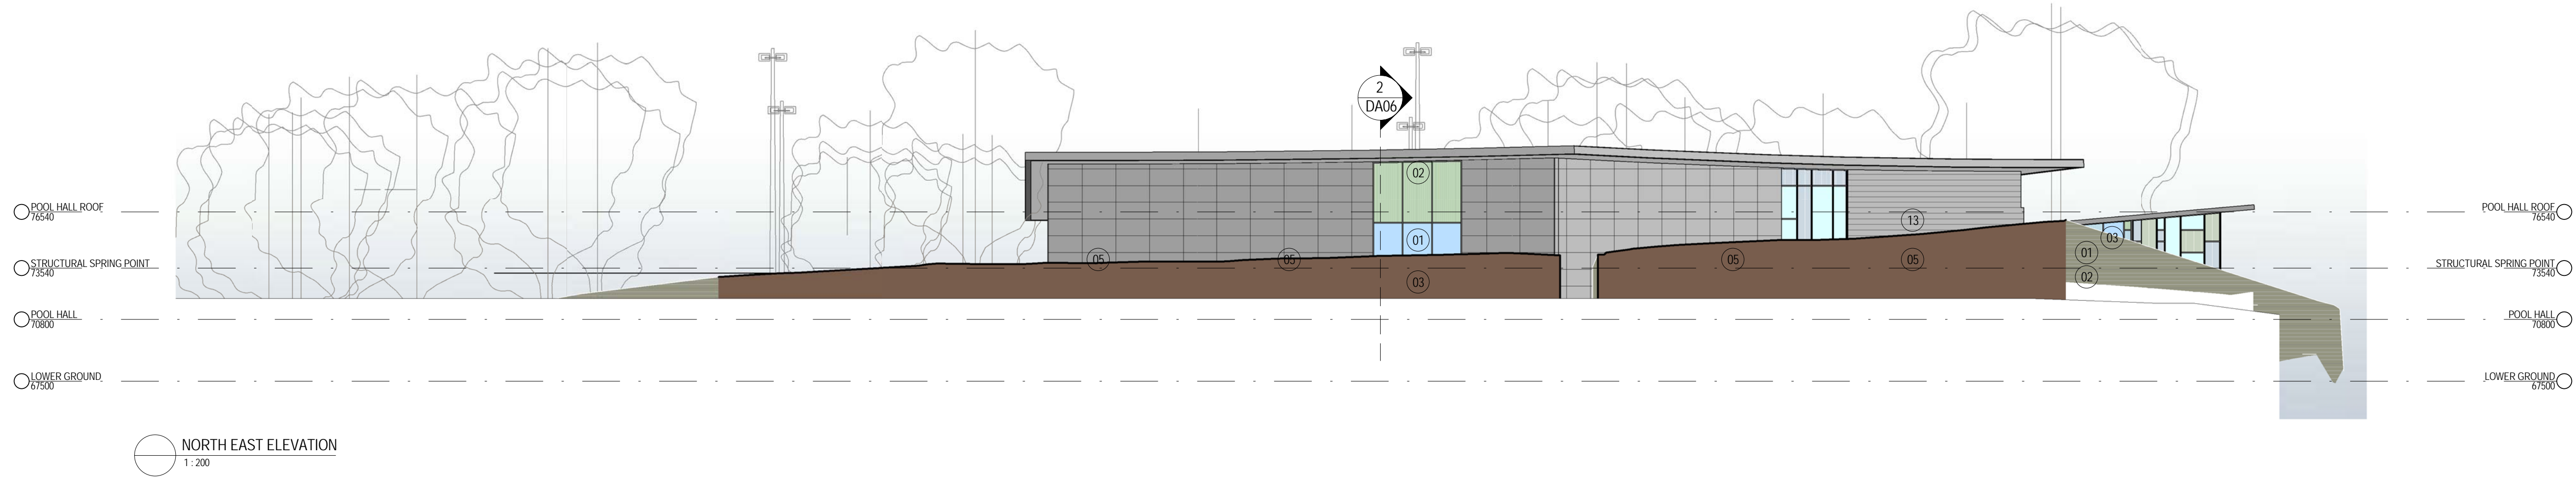 2
DA06
02
01
13
03
05
05
05
05
01
03
02
POOL HALL ROOF
76540
STRUCTURAL SPRING POINT
73540
POOL HALL
70800
LOWER GROUND
67500
POOL HALL ROOF
76540
STRUCTURAL SPRING POINT
73540
POOL HALL
70800
LOWER GROUND
67500
NORTH EAST ELEVATION
1 : 200